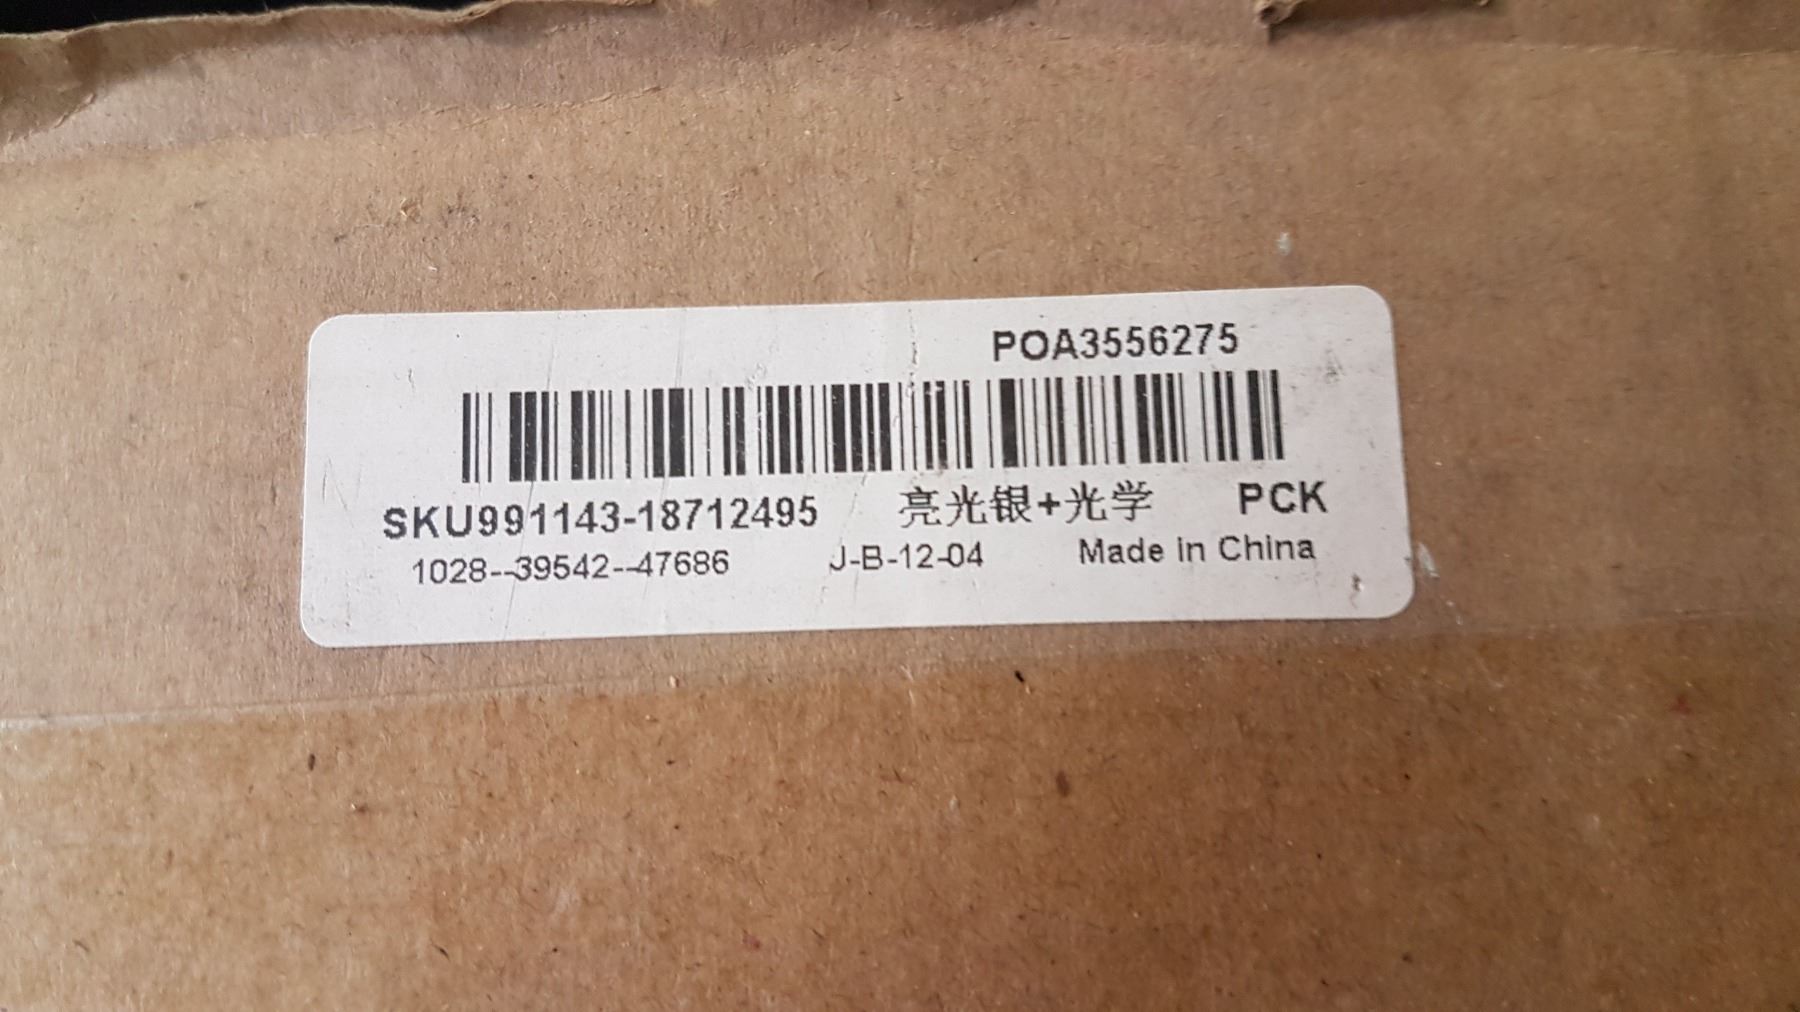 POA3556275
SKU991143-18712495 亮光银+光学 PCK
1028--39542--47686 J-B-12-04 Made in China